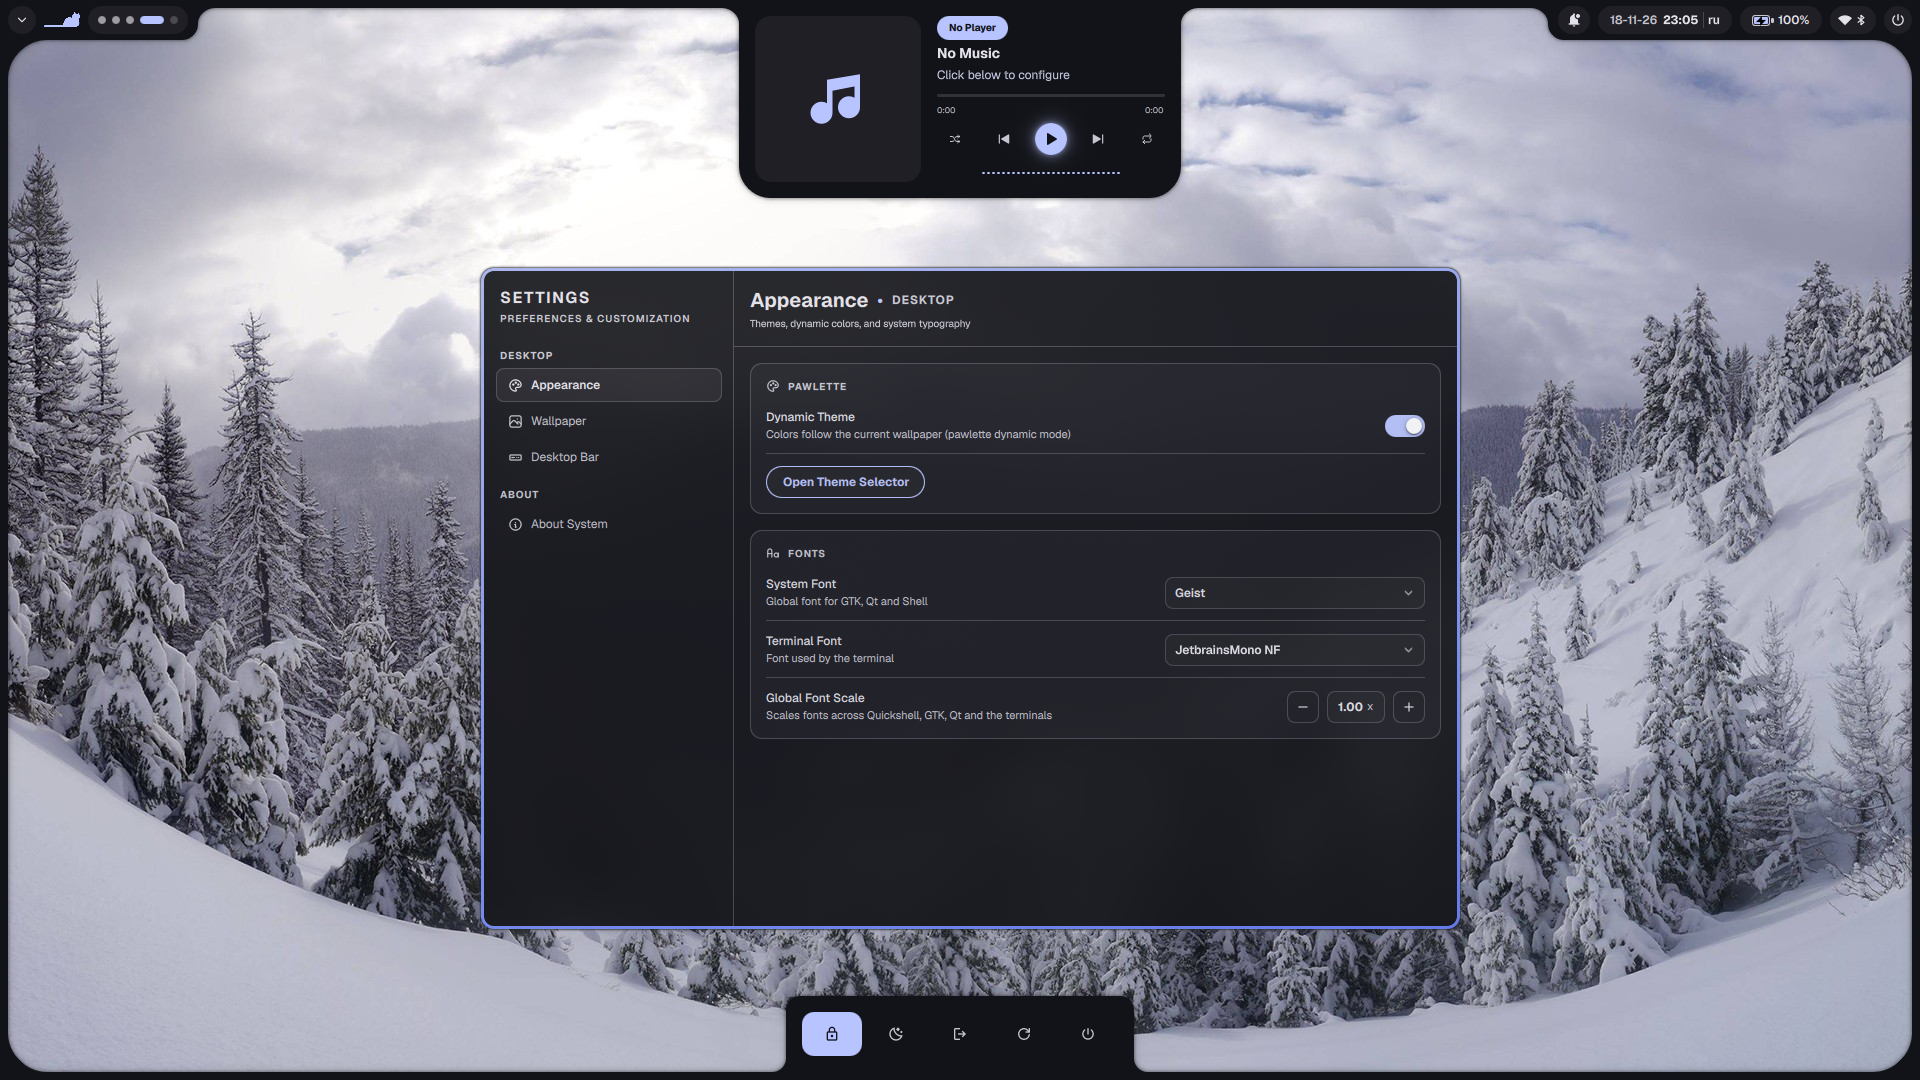 18-11-26 23:05 ru
100%
No Player
No Music
Click below to configure
0:00 0:00
SETTINGS
PREFERENCES & CUSTOMIZATION
DESKTOP
Appearance
Wallpaper
Desktop Bar
ABOUT
About System
Appearance • DESKTOP
Themes, dynamic colors, and system typography
PAWLETTE
Dynamic Theme
Colors follow the current wallpaper (pawlette dynamic mode)
Open Theme Selector
Aa FONTS
System Font
Global font for GTK, Qt and Shell
Geist
Terminal Font
Font used by the terminal
JetbrainsMono NF
Global Font Scale
Scales fonts across Quickshell, GTK, Qt and the terminals
1.00 x